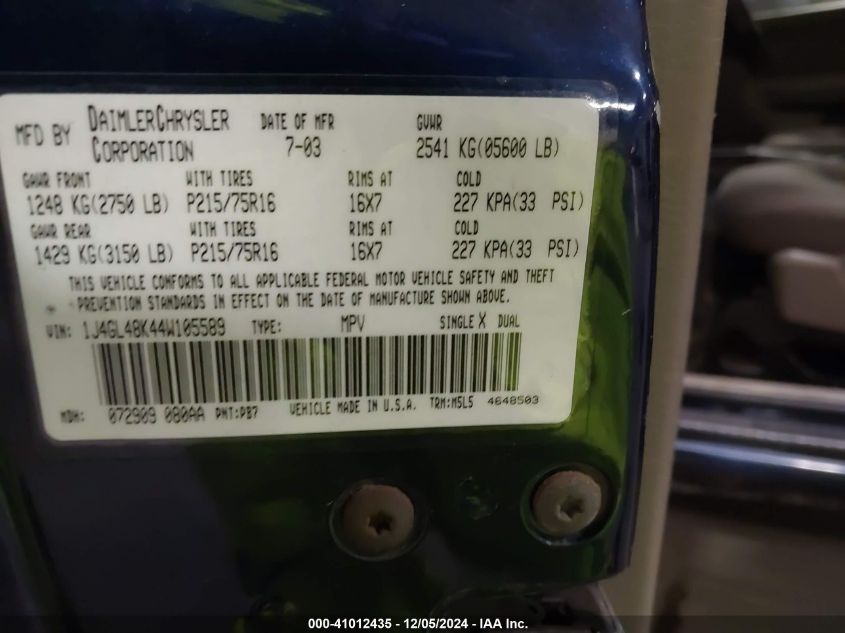 MFD BY DAIMLERCHRYSLER CORPORATION DATE OF MFR 7-03 GVWR 2541 KG(05600 LB)
GAWR FRONT WITH TIRES RIMS AT COLD
1248 KG(2750 LB) P215/75R16 16X7 227 KPA(33 PSI)
GAWR REAR WITH TIRES RIMS AT COLD
1429 KG(3150 LB) P215/75R16 16X7 227 KPA(33 PSI)
THIS VEHICLE CONFORMS TO ALL APPLICABLE FEDERAL MOTOR VEHICLE SAFETY AND THEFT
PREVENTION STANDARDS IN EFFECT ON THE DATE OF MANUFACTURE SHOWN ABOVE.
VIN: 1J4GL48K44W105589 TYPE: MPV SINGLE X DUAL
MDH: 072909 080AA PNT:PB7 VEHICLE MADE IN U.S.A. TRM:M5L5 4648503
000-41012435 - 12/05/2024 - IAA Inc.